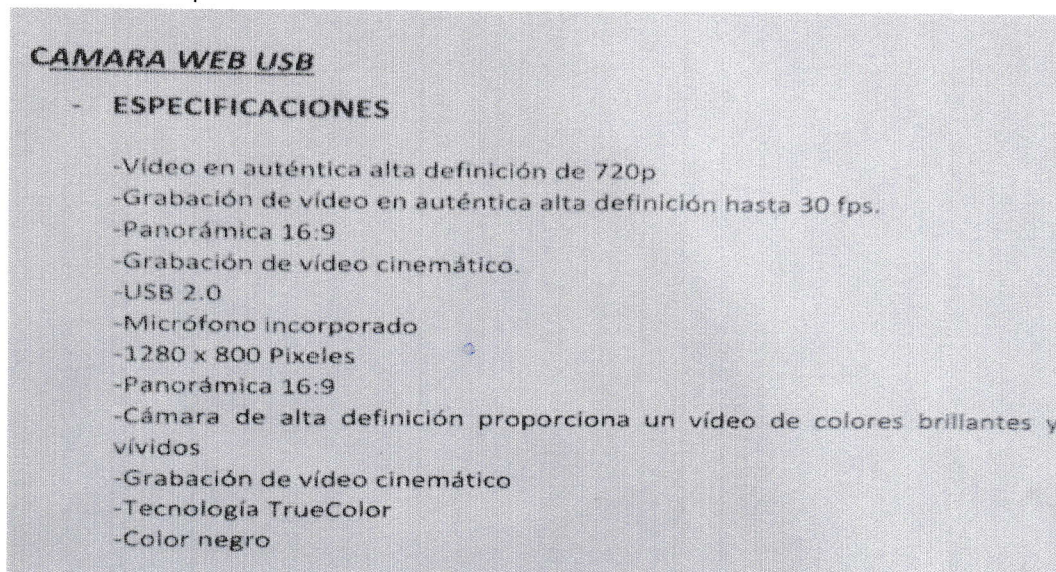 CAMARA WEB USB
- ESPECIFICACIONES
-Vídeo en auténtica alta definición de 720p
-Grabación de vídeo en auténtica alta definición hasta 30 fps.
-Panorámica 16:9
-Grabación de vídeo cinemático.
-USB 2.0
-Micrófono incorporado
-1280 x 800 Pixeles
-Panorámica 16:9
-Cámara de alta definición proporciona un vídeo de colores brillantes y
vívidos
-Grabación de vídeo cinemático
-Tecnología TrueColor
-Color negro